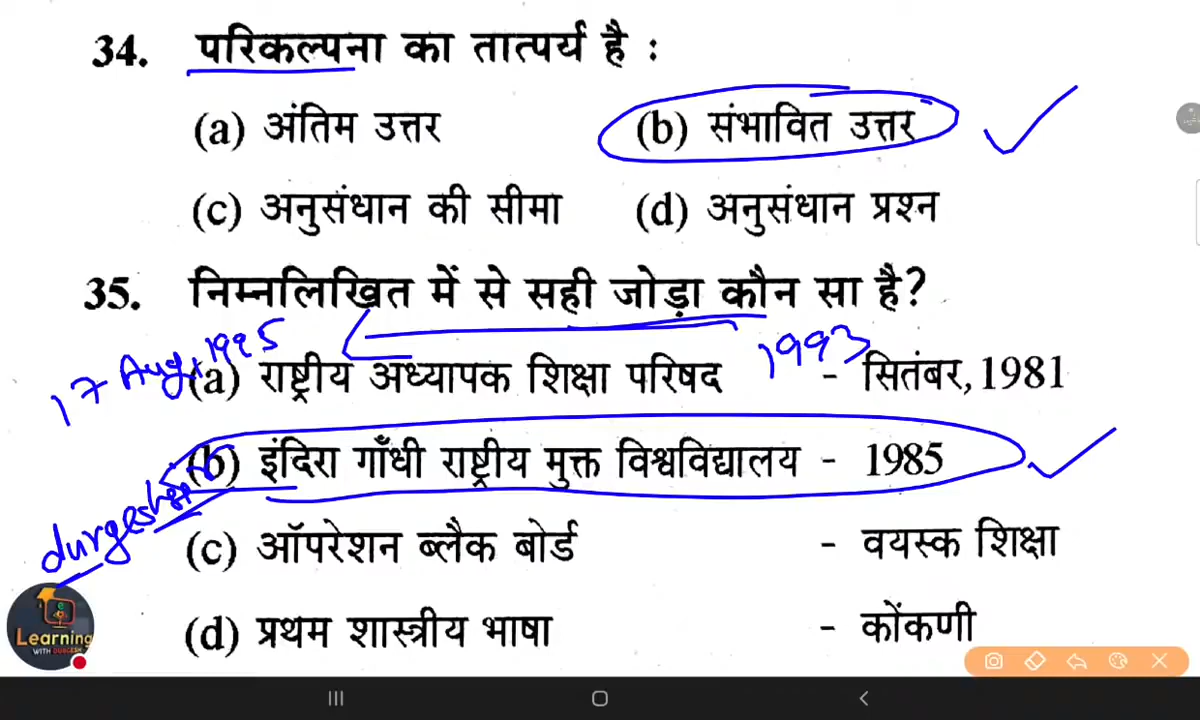 34. परिकल्पना का तात्पर्य है :
(a) अंतिम उत्तर (b) संभावित उत्तर
(c) अनुसंधान की सीमा (d) अनुसंधान प्रश्न
35. निम्नलिखित में से सही जोड़ा कौन सा है?
17 Aug, 1995 1993
(a) राष्ट्रीय अध्यापक शिक्षा परिषद - सितंबर, 1981
(b) इंदिरा गाँधी राष्ट्रीय मुक्त विश्वविद्यालय - 1985
(c) ऑपरेशन ब्लैक बोर्ड - वयस्क शिक्षा
(d) प्रथम शास्त्रीय भाषा - कोंकणी
Learning
WITH DURGESH